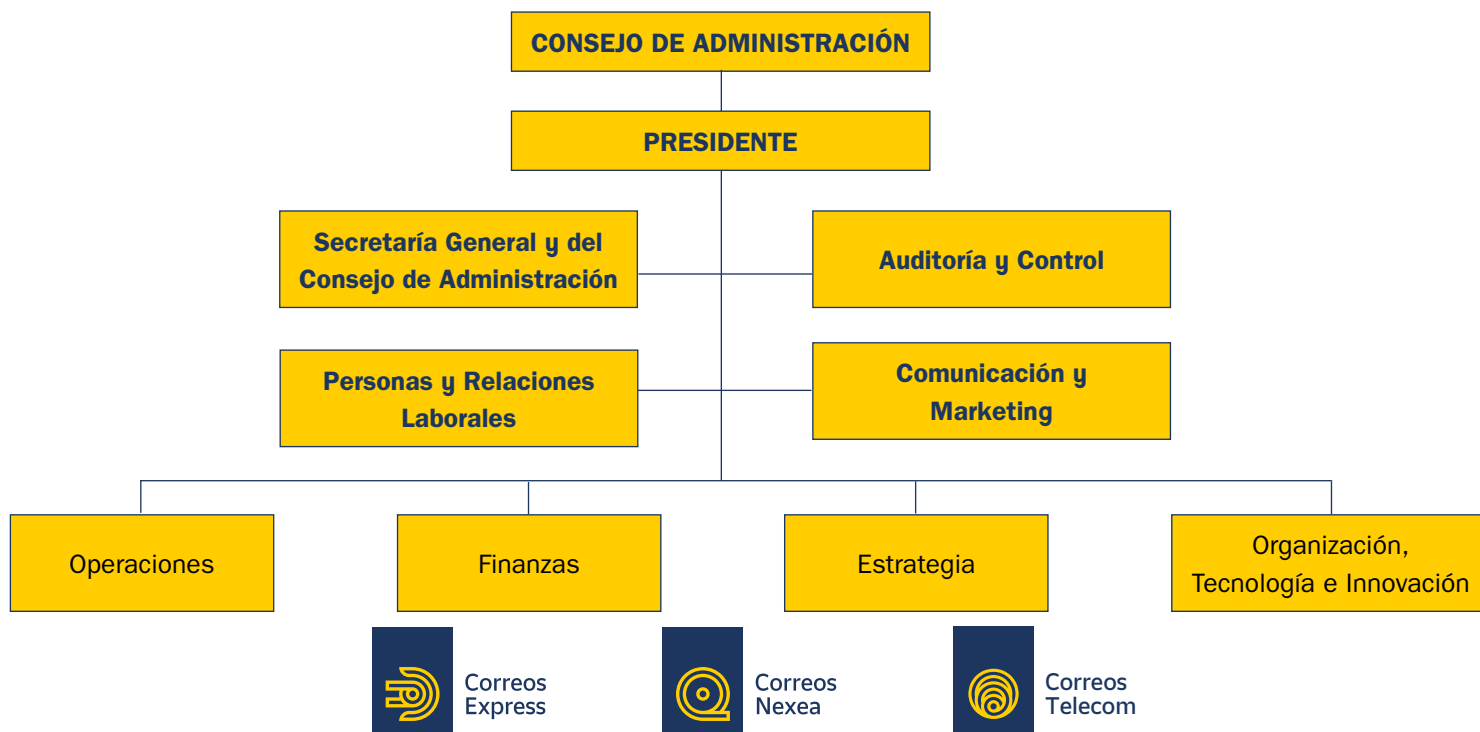 CONSEJO DE ADMINISTRACIÓN
PRESIDENTE
Secretaría General y del
Consejo de Administración
Auditoría y Control
Personas y Relaciones
Laborales
Comunicación y
Marketing
Operaciones
Finanzas
Estrategia
Organización,
Tecnología e Innovación
Correos
Express
Correos
Nexea
Correos
Telecom